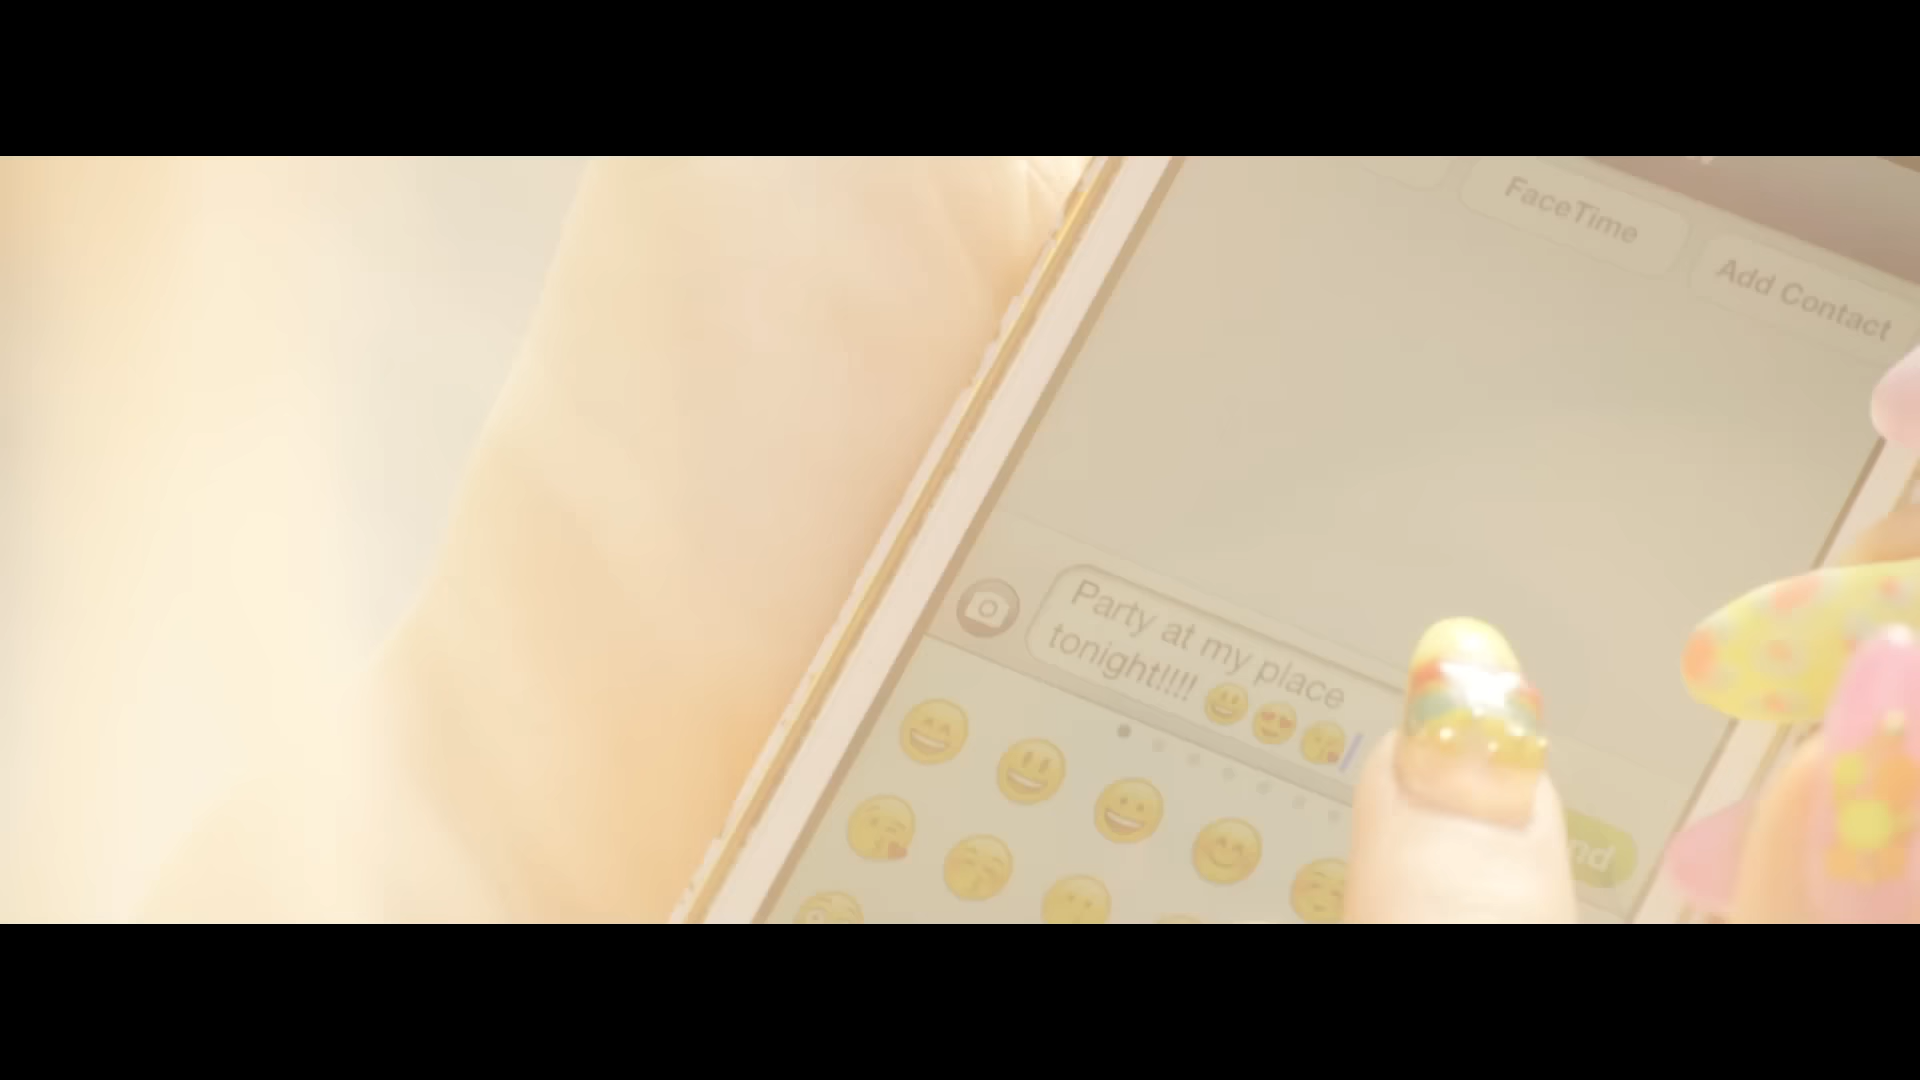 FaceTime
Add Contact
Party at my place
tonight!!!! 😃😍😘